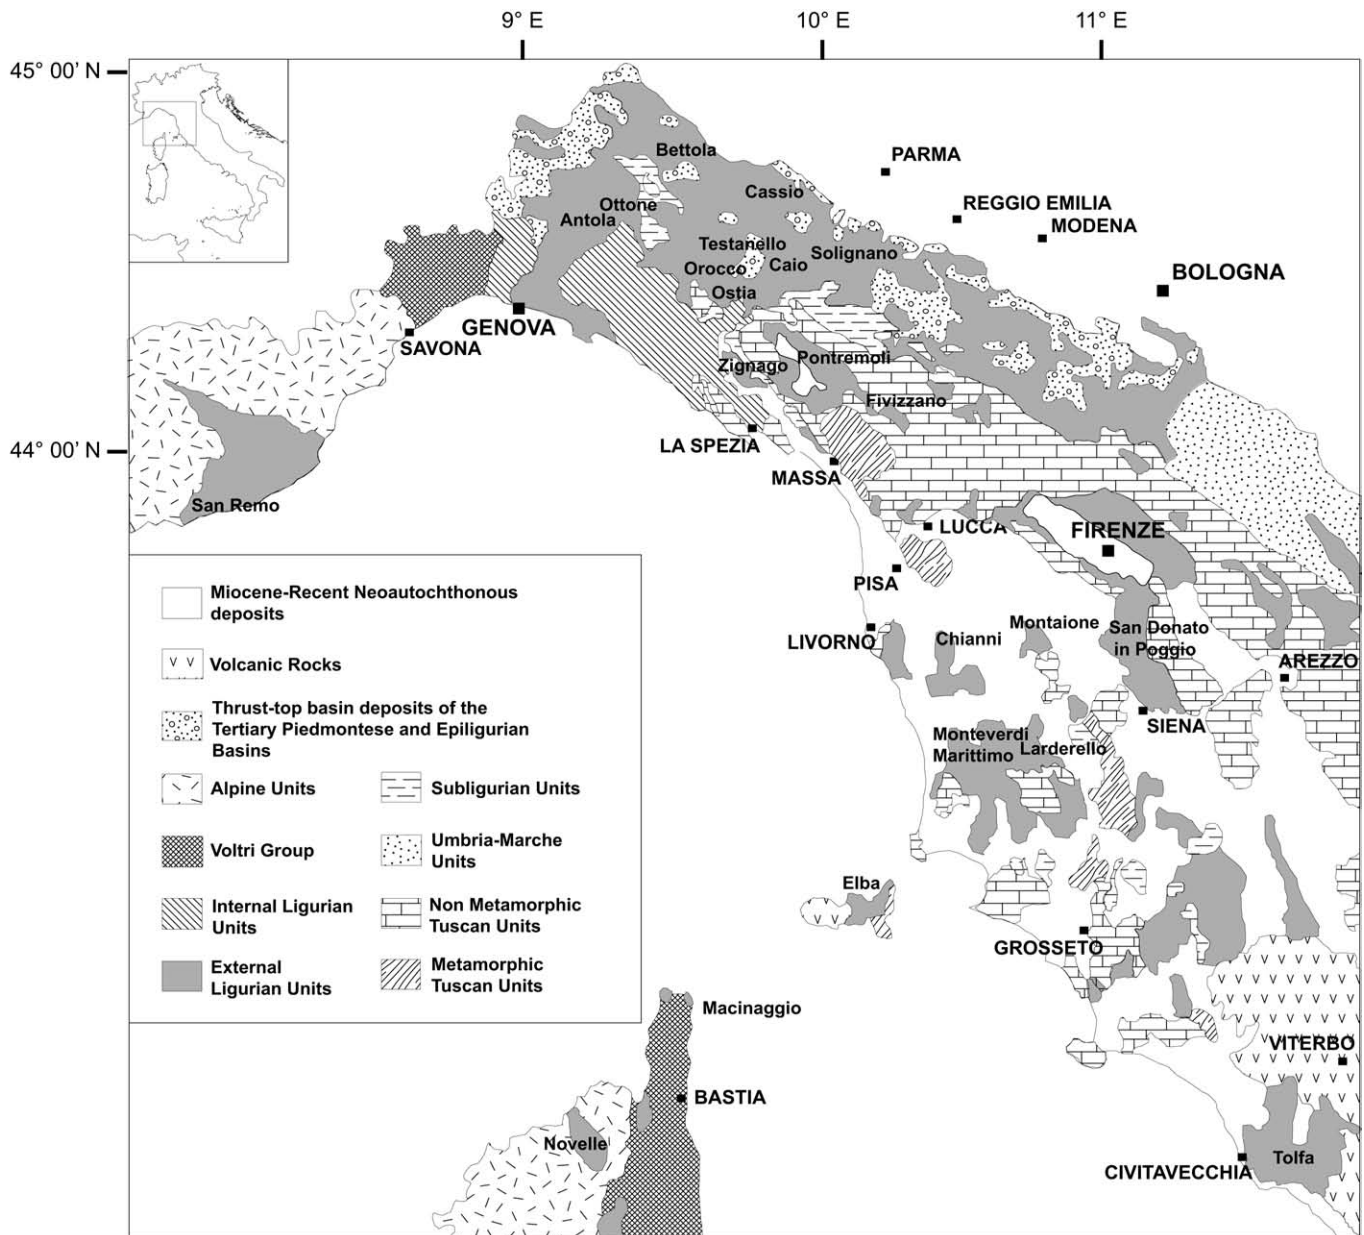 9° E
10° E
11° E
45° 00' N
44° 00' N
Bettola
PARMA
Cassio
REGGIO EMILIA
MODENA
Ottone
Antola
Testanello
Solignano
Orocco
Caio
BOLOGNA
Ostia
GENOVA
SAVONA
Zignago
Pontremoli
Fivizzano
LA SPEZIA
MASSA
San Remo
LUCCA
FIRENZE
PISA
LIVORNO
Chianni
Montaione
San Donato
in Poggio
AREZZO
SIENA
Monteverdi
Marittimo
Larderello
Elba
GROSSETO
Macinaggio
VITERBO
BASTIA
Novelle
CIVITAVECCHIA
Tolfa
Miocene-Recent Neoautochthonous
deposits
Volcanic Rocks
Thrust-top basin deposits of the
Tertiary Piedmontese and Epiligurian
Basins
Alpine Units
Subligurian Units
Voltri Group
Umbria-Marche
Units
Internal Ligurian
Units
Non Metamorphic
Tuscan Units
External
Ligurian Units
Metamorphic
Tuscan Units